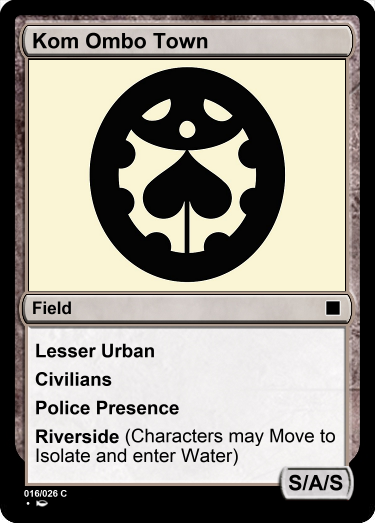 Kom Ombo Town
Field
Lesser Urban
Civilians
Police Presence
Riverside (Characters may Move to
Isolate and enter Water)
S/A/S
016/026 C